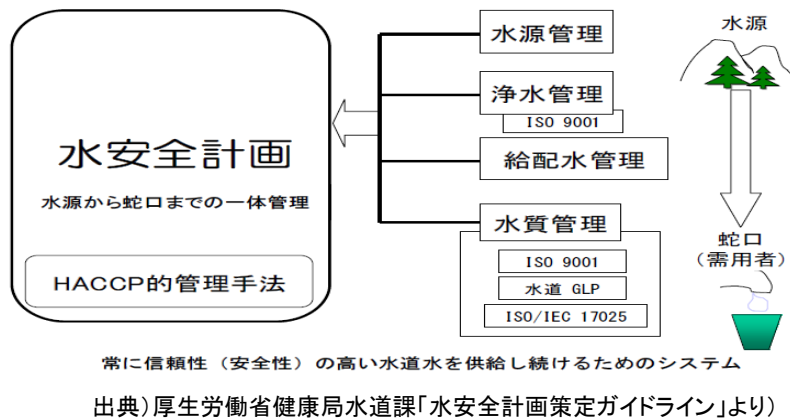 水安全計画
水源から蛇口までの一体管理
HACCP的管理手法
水源管理
浄水管理
ISO 9001
給配水管理
水質管理
ISO 9001
水道 GLP
ISO/IEC 17025
水源
蛇口
（需用者）
常に信頼性（安全性）の高い水道水を供給し続けるためのシステム
出典）厚生労働省健康局水道課「水安全計画策定ガイドライン」より）